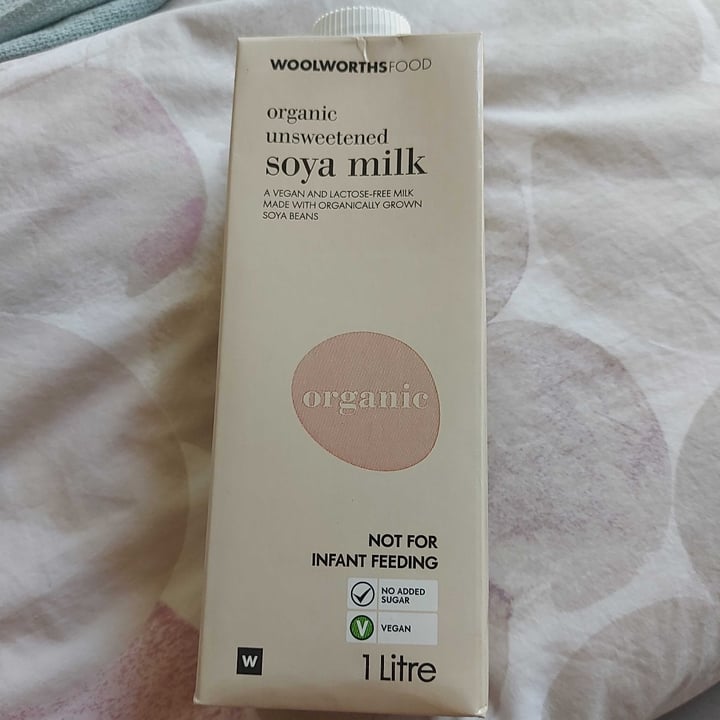 WOOLWORTHSFOOD
organic
unsweetened
soya milk
A VEGAN AND LACTOSE-FREE MILK
MADE WITH ORGANICALLY GROWN
SOYA BEANS
organic
NOT FOR
INFANT FEEDING
NO ADDED
SUGAR
V VEGAN
W
1 Litre